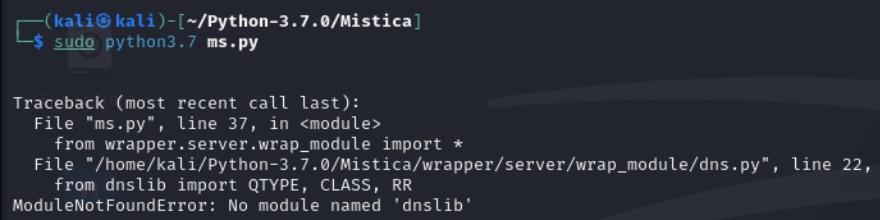 ┌──(kali㉿kali)-[~/Python-3.7.0/Mistica]
└─$ sudo python3.7 ms.py
Traceback (most recent call last):
  File "ms.py", line 37, in <module>
    from wrapper.server.wrap_module import *
  File "/home/kali/Python-3.7.0/Mistica/wrapper/server/wrap_module/dns.py", line 22,
    from dnslib import QTYPE, CLASS, RR
ModuleNotFoundError: No module named 'dnslib'